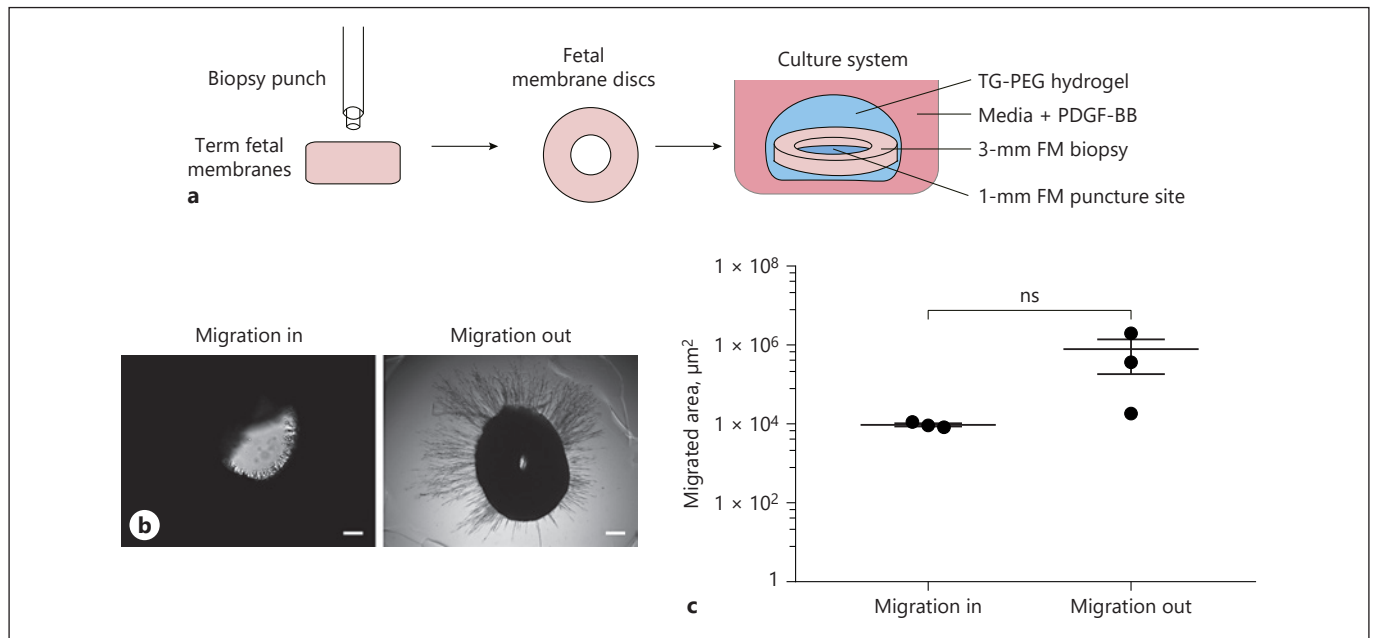 Biopsy punch
Term fetal
membranes
a
Fetal
membrane discs
Culture system
TG-PEG hydrogel
Media + PDGF-BB
3-mm FM biopsy
1-mm FM puncture site
Migration in
Migration out
b
Migrated area, µm²
1 × 10⁸
1 × 10⁶
1 × 10⁴
1 × 10²
1
ns
Migration in
Migration out
c